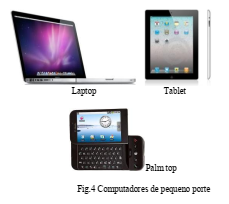 Laptop Tablet
Palm top
Fig.4 Computadores de pequeno porte